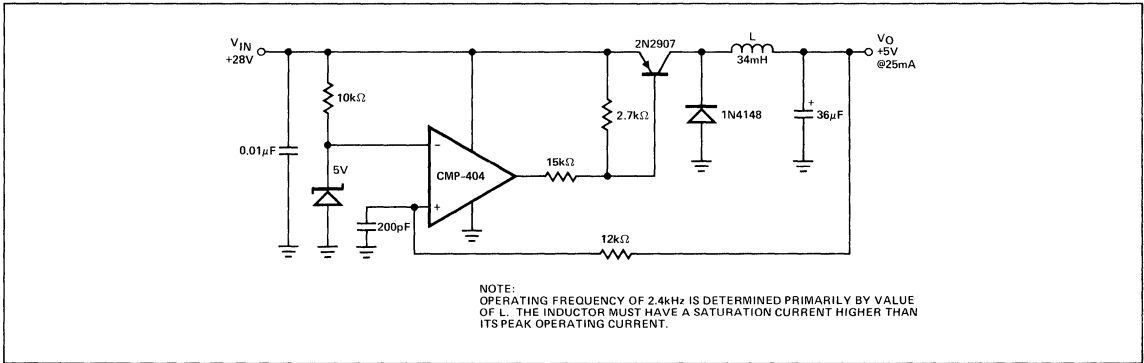 2N2907
L
34mH
V_IN
+28V
V_O
+5V
@25mA
10kΩ
2.7kΩ
1N4148
+
36µF
0.01µF
5V
−
CMP-404
+
15kΩ
200pF
12kΩ
NOTE:
OPERATING FREQUENCY OF 2.4kHz IS DETERMINED PRIMARILY BY VALUE
OF L. THE INDUCTOR MUST HAVE A SATURATION CURRENT HIGHER THAN
ITS PEAK OPERATING CURRENT.